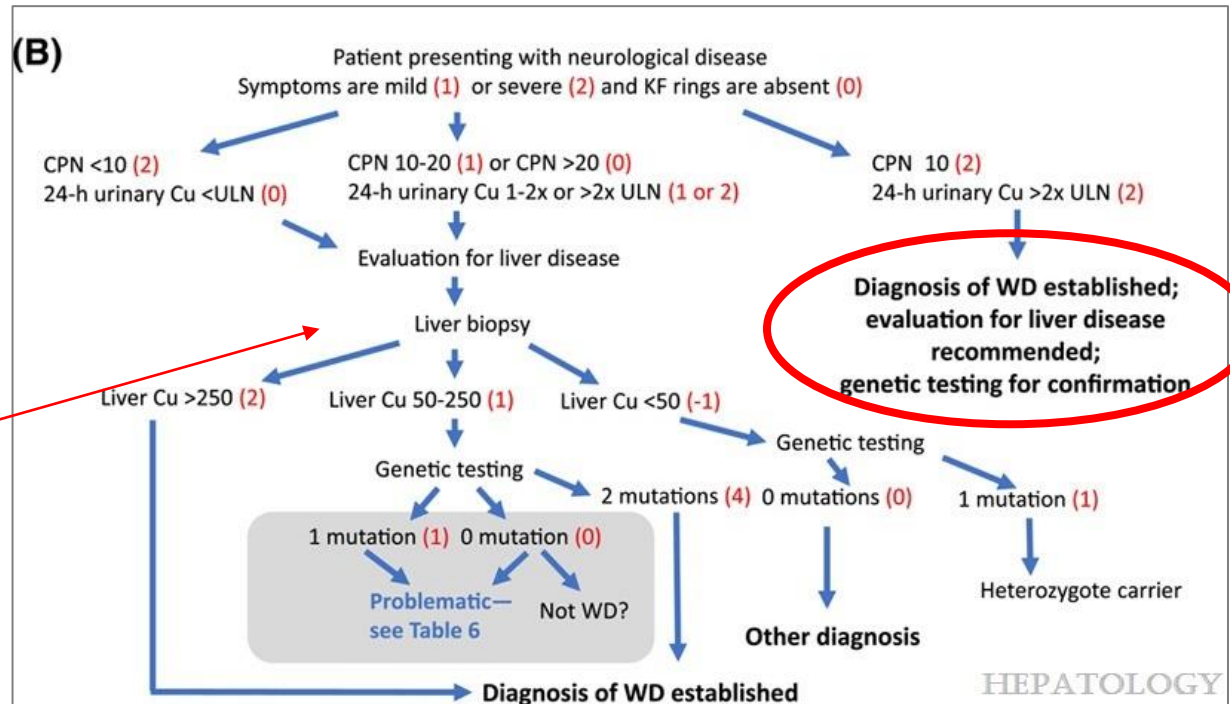 (B)
Patient presenting with neurological disease
Symptoms are mild (1) or severe (2) and KF rings are absent (0)
CPN <10 (2)
24-h urinary Cu <ULN (0)
CPN 10-20 (1) or CPN >20 (0)
24-h urinary Cu 1-2x or >2x ULN (1 or 2)
CPN 10 (2)
24-h urinary Cu >2x ULN (2)
Evaluation for liver disease
Diagnosis of WD established;
evaluation for liver disease
recommended;
genetic testing for confirmation
Liver biopsy
Liver Cu >250 (2)
Liver Cu 50-250 (1)
Liver Cu <50 (-1)
Genetic testing
Genetic testing
2 mutations (4)
0 mutations (0)
1 mutation (1)
1 mutation (1)
0 mutation (0)
Problematic—
see Table 6
Not WD?
Heterozygote carrier
Other diagnosis
Diagnosis of WD established
HEPATOLOGY